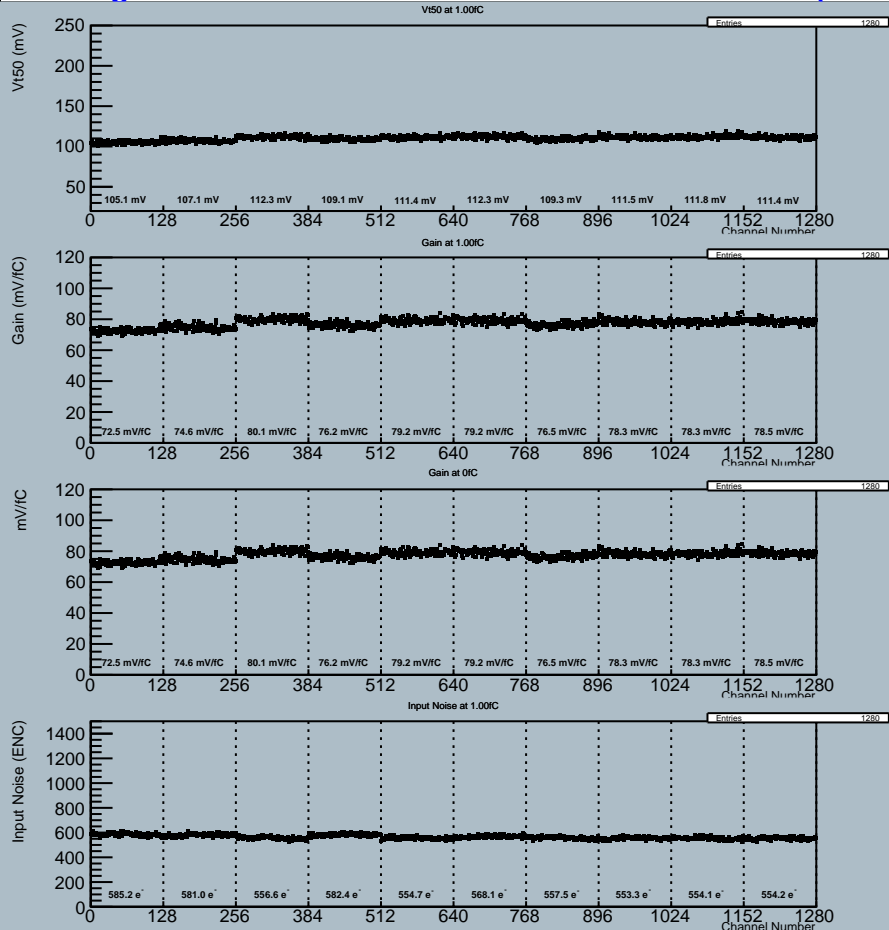 Vt50 at 1.00fC
Entries 1280
Vt50 (mV)
250
200
150
100
50
105.1 mV 107.1 mV 112.3 mV 109.1 mV 111.4 mV 112.3 mV 109.3 mV 111.5 mV 111.8 mV 111.4 mV
0 128 256 384 512 640 768 896 1024 1152 1280
Channel Number
Gain at 1.00fC
Entries 1280
Gain (mV/fC)
120
100
80
60
40
20
0
72.5 mV/fC 74.6 mV/fC 80.1 mV/fC 76.2 mV/fC 79.2 mV/fC 79.2 mV/fC 76.5 mV/fC 78.3 mV/fC 78.3 mV/fC 78.5 mV/fC
0 128 256 384 512 640 768 896 1024 1152 1280
Channel Number
Gain at 0fC
Entries 1280
mV/fC
120
100
80
60
40
20
0
72.5 mV/fC 74.6 mV/fC 80.1 mV/fC 76.2 mV/fC 79.2 mV/fC 79.2 mV/fC 76.5 mV/fC 78.3 mV/fC 78.3 mV/fC 78.5 mV/fC
0 128 256 384 512 640 768 896 1024 1152 1280
Channel Number
Input Noise at 1.00fC
Entries 1280
Input Noise (ENC)
1400
1200
1000
800
600
400
200
0
585.2 e⁻ 581.0 e⁻ 556.6 e⁻ 582.4 e⁻ 554.7 e⁻ 568.1 e⁻ 557.5 e⁻ 553.3 e⁻ 554.1 e⁻ 554.2 e⁻
0 128 256 384 512 640 768 896 1024 1152 1280
Channel Number